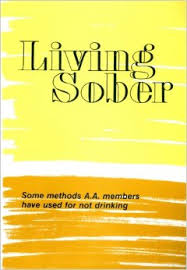 Living
Sober
Some methods A.A. members
have used for not drinking